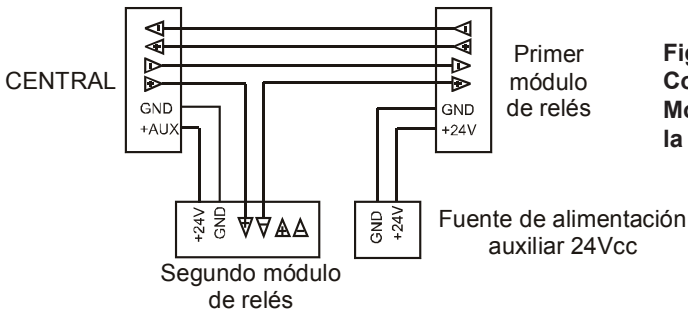 CENTRAL
GND
+AUX
Primer
módulo
de relés
GND
+24V
Fig
Co
Mo
la
+24V
GND
GND
+24V
Segundo módulo
de relés
Fuente de alimentación
auxiliar 24Vcc